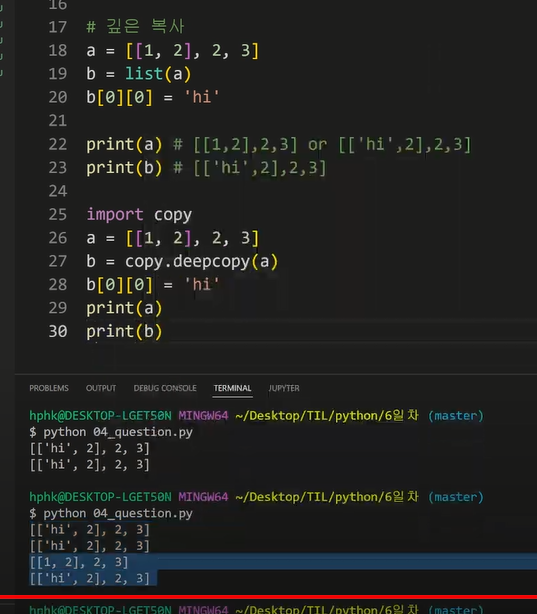 16
17 # 깊은 복사
18 a = [[1, 2], 2, 3]
19 b = list(a)
20 b[0][0] = 'hi'
21
22 print(a) # [[1,2],2,3] or [['hi',2],2,3]
23 print(b) # [['hi',2],2,3]
24
25 import copy
26 a = [[1, 2], 2, 3]
27 b = copy.deepcopy(a)
28 b[0][0] = 'hi'
29 print(a)
30 print(b)
PROBLEMS OUTPUT DEBUG CONSOLE TERMINAL JUPYTER
hphk@DESKTOP-LGET50N MINGW64 ~/Desktop/TIL/python/6일차 (master)
$ python 04_question.py
[['hi', 2], 2, 3]
[['hi', 2], 2, 3]
hphk@DESKTOP-LGET50N MINGW64 ~/Desktop/TIL/python/6일차 (master)
$ python 04_question.py
[['hi', 2], 2, 3]
[['hi', 2], 2, 3]
[[1, 2], 2, 3]
[['hi', 2], 2, 3]
hphk@DESKTOP-LGET50N MINGW64 ~/Desktop/TIL/python/6일차 (master)